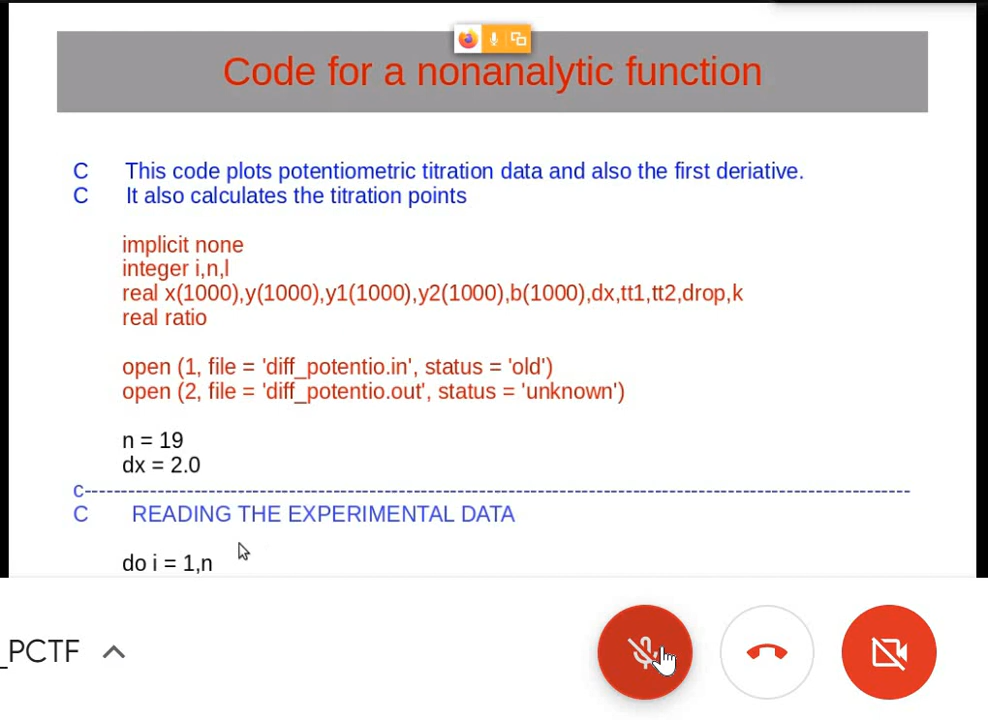 Code for a nonanalytic function
C This code plots potentiometric titration data and also the first deriative.
C It also calculates the titration points
implicit none
integer i,n,l
real x(1000),y(1000),y1(1000),y2(1000),b(1000),dx,tt1,tt2,drop,k
real ratio
open (1, file = 'diff_potentio.in', status = 'old')
open (2, file = 'diff_potentio.out', status = 'unknown')
n = 19
dx = 2.0
c-----------------------------------------------------------------------------------------------
C READING THE EXPERIMENTAL DATA
do i = 1,n
_PCTF